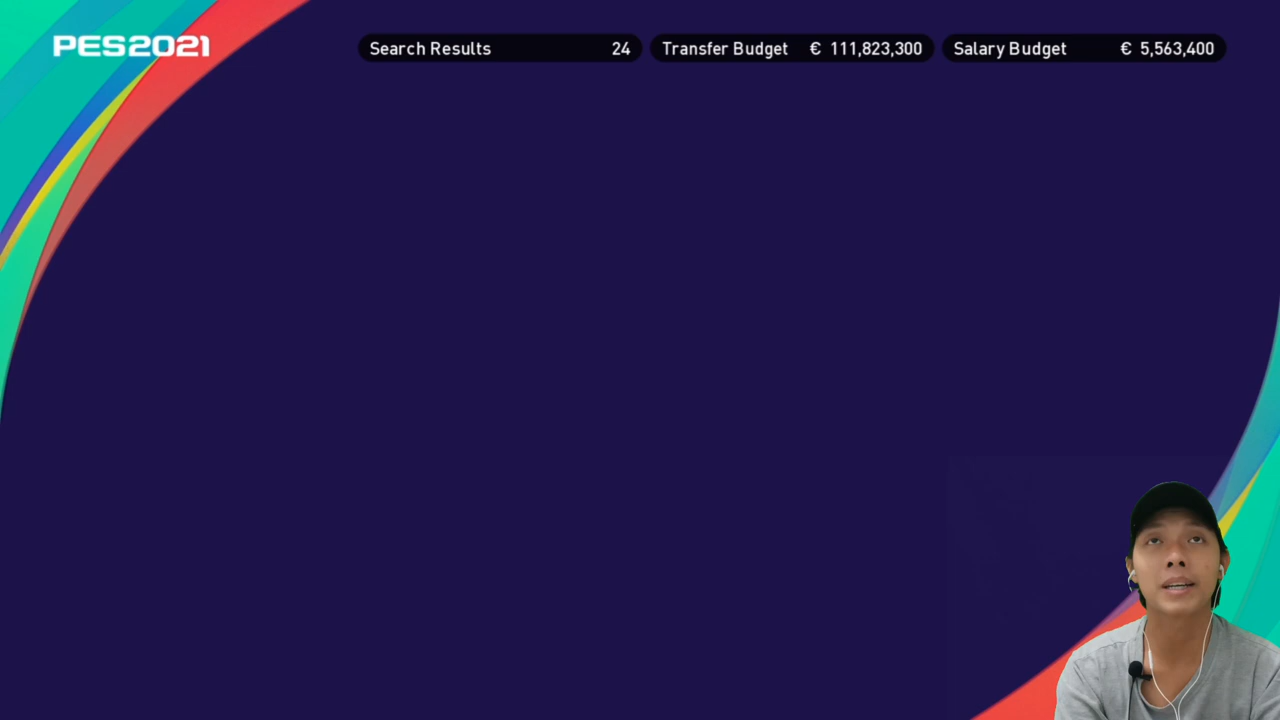 PES2021
Search Results 24
Transfer Budget € 111,823,300
Salary Budget € 5,563,400